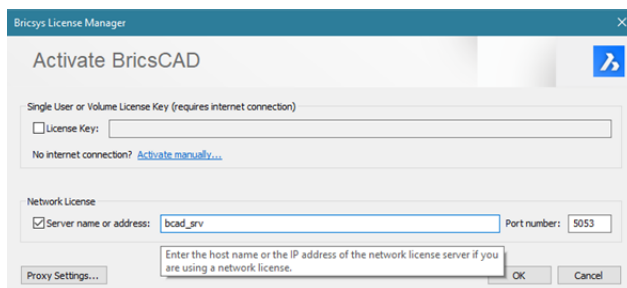 Bricsys License Manager
Activate BricsCAD
Single User or Volume License Key (requires internet connection)
License Key:
No internet connection? Activate manually...
Network License
Server name or address: bcad_srv Port number: 5053
Enter the host name or the IP address of the network license server if you
are using a network license.
Proxy Settings... OK Cancel